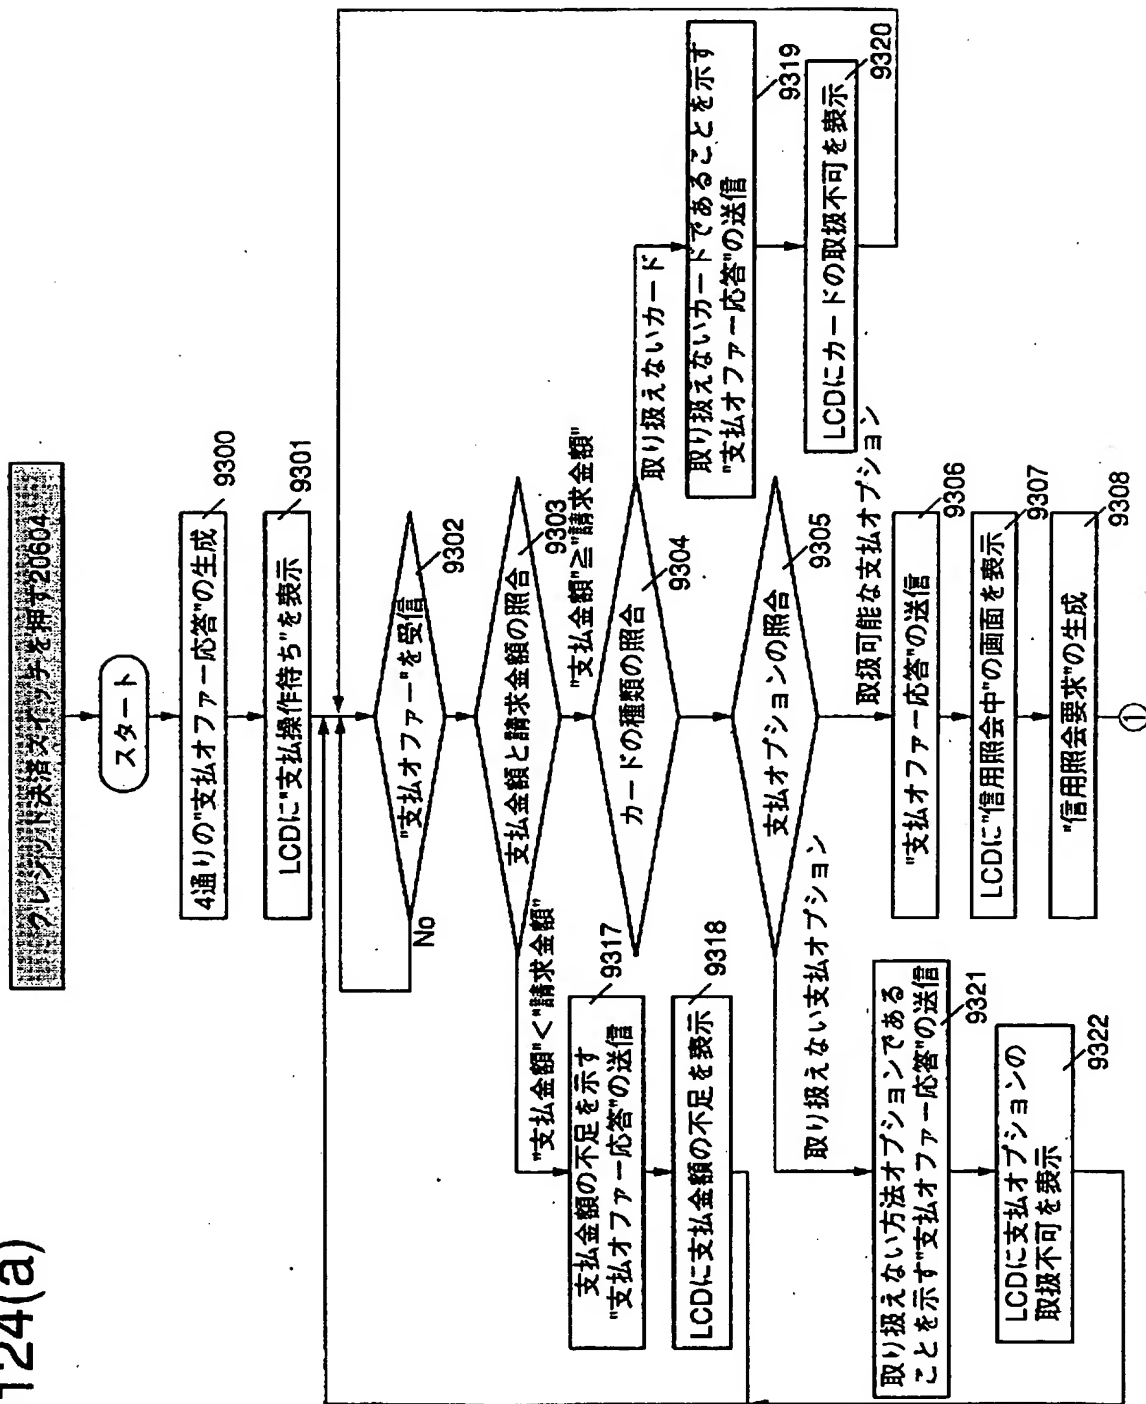 124(a)
クレジット決済スイッチを押す20604
スタート
4通りの"支払オファー応答"の生成
9300
LCDに"支払操作待ち"を表示
9301
"支払オファー"を受信
9302
No
支払金額と請求金額の照合
9303
"支払金額"<"請求金額"
"支払金額"≧"請求金額"
カードの種類の照合
9304
取り扱えないカード
支払オプションの照合
9305
取り扱えない支払オプション
取扱可能な支払オプション
"支払オファー応答"の送信
9306
LCDに"信用照会中"の画面を表示
9307
"信用照会要求"の生成
9308
①
支払金額の不足を示す
"支払オファー応答"の送信
9317
LCDに支払金額の不足を表示
9318
取り扱えないカードであることを示す
"支払オファー応答"の送信
9319
LCDにカードの取扱不可を表示
9320
取り扱えない方法オプションである
ことを示す"支払オファー応答"の送信
9321
LCDに支払オプションの
取扱不可を表示
9322